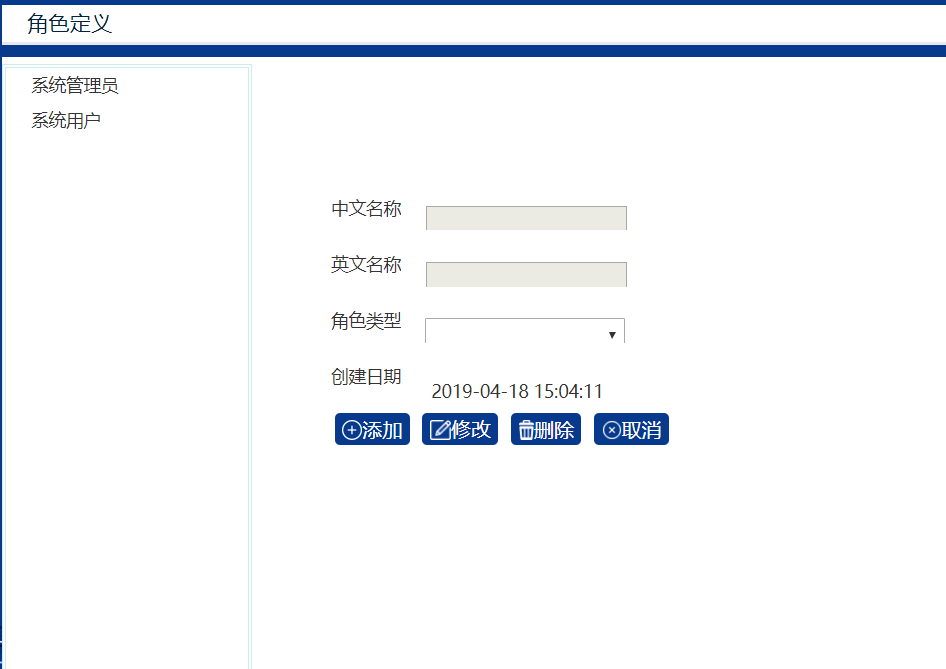 角色定义
系统管理员
系统用户
中文名称
英文名称
角色类型
创建日期
2019-04-18 15:04:11
添加 修改 删除 取消